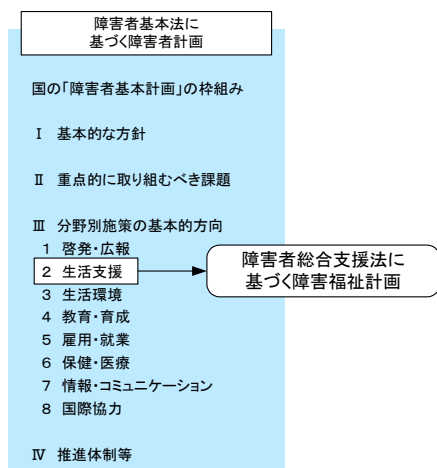 障害者基本法に
基づく障害者計画
国の「障害者基本計画」の枠組み
Ⅰ 基本的な方針
Ⅱ 重点的に取り組むべき課題
Ⅲ 分野別施策の基本的方向
1 啓発・広報
2 生活支援
3 生活環境
4 教育・育成
5 雇用・就業
6 保健・医療
7 情報・コミュニケーション
8 国際協力
Ⅳ 推進体制等
障害者総合支援法に
基づく障害福祉計画